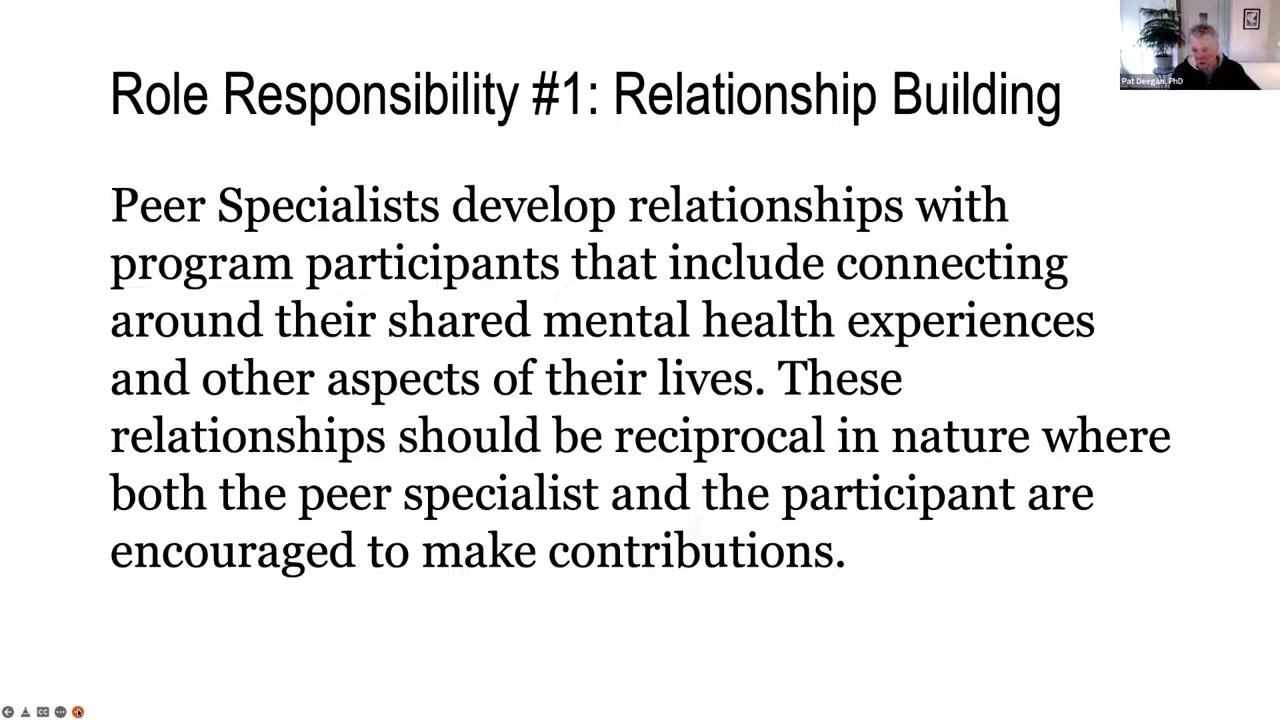 Role Responsibility #1: Relationship Building
Pat Deegan, PhD
Peer Specialists develop relationships with
program participants that include connecting
around their shared mental health experiences
and other aspects of their lives. These
relationships should be reciprocal in nature where
both the peer specialist and the participant are
encouraged to make contributions.
CC